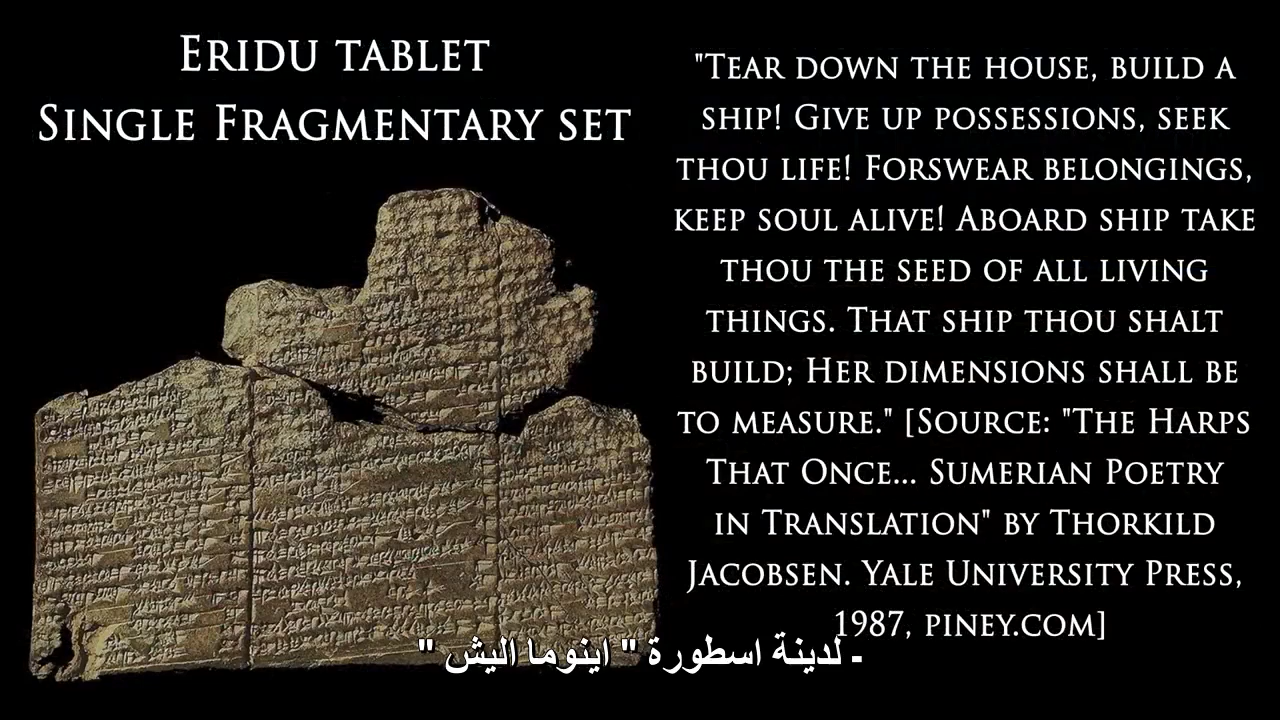 ERIDU TABLET
SINGLE FRAGMENTARY SET
"TEAR DOWN THE HOUSE, BUILD A
SHIP! GIVE UP POSSESSIONS, SEEK
THOU LIFE! FORSWEAR BELONGINGS,
KEEP SOUL ALIVE! ABOARD SHIP TAKE
THOU THE SEED OF ALL LIVING
THINGS. THAT SHIP THOU SHALT
BUILD; HER DIMENSIONS SHALL BE
TO MEASURE." [SOURCE: "THE HARPS
THAT ONCE... SUMERIAN POETRY
IN TRANSLATION" BY THORKILD
JACOBSEN. YALE UNIVERSITY PRESS,
1987, PINEY.COM]
- لدينة اسطورة " اينوما اليش "